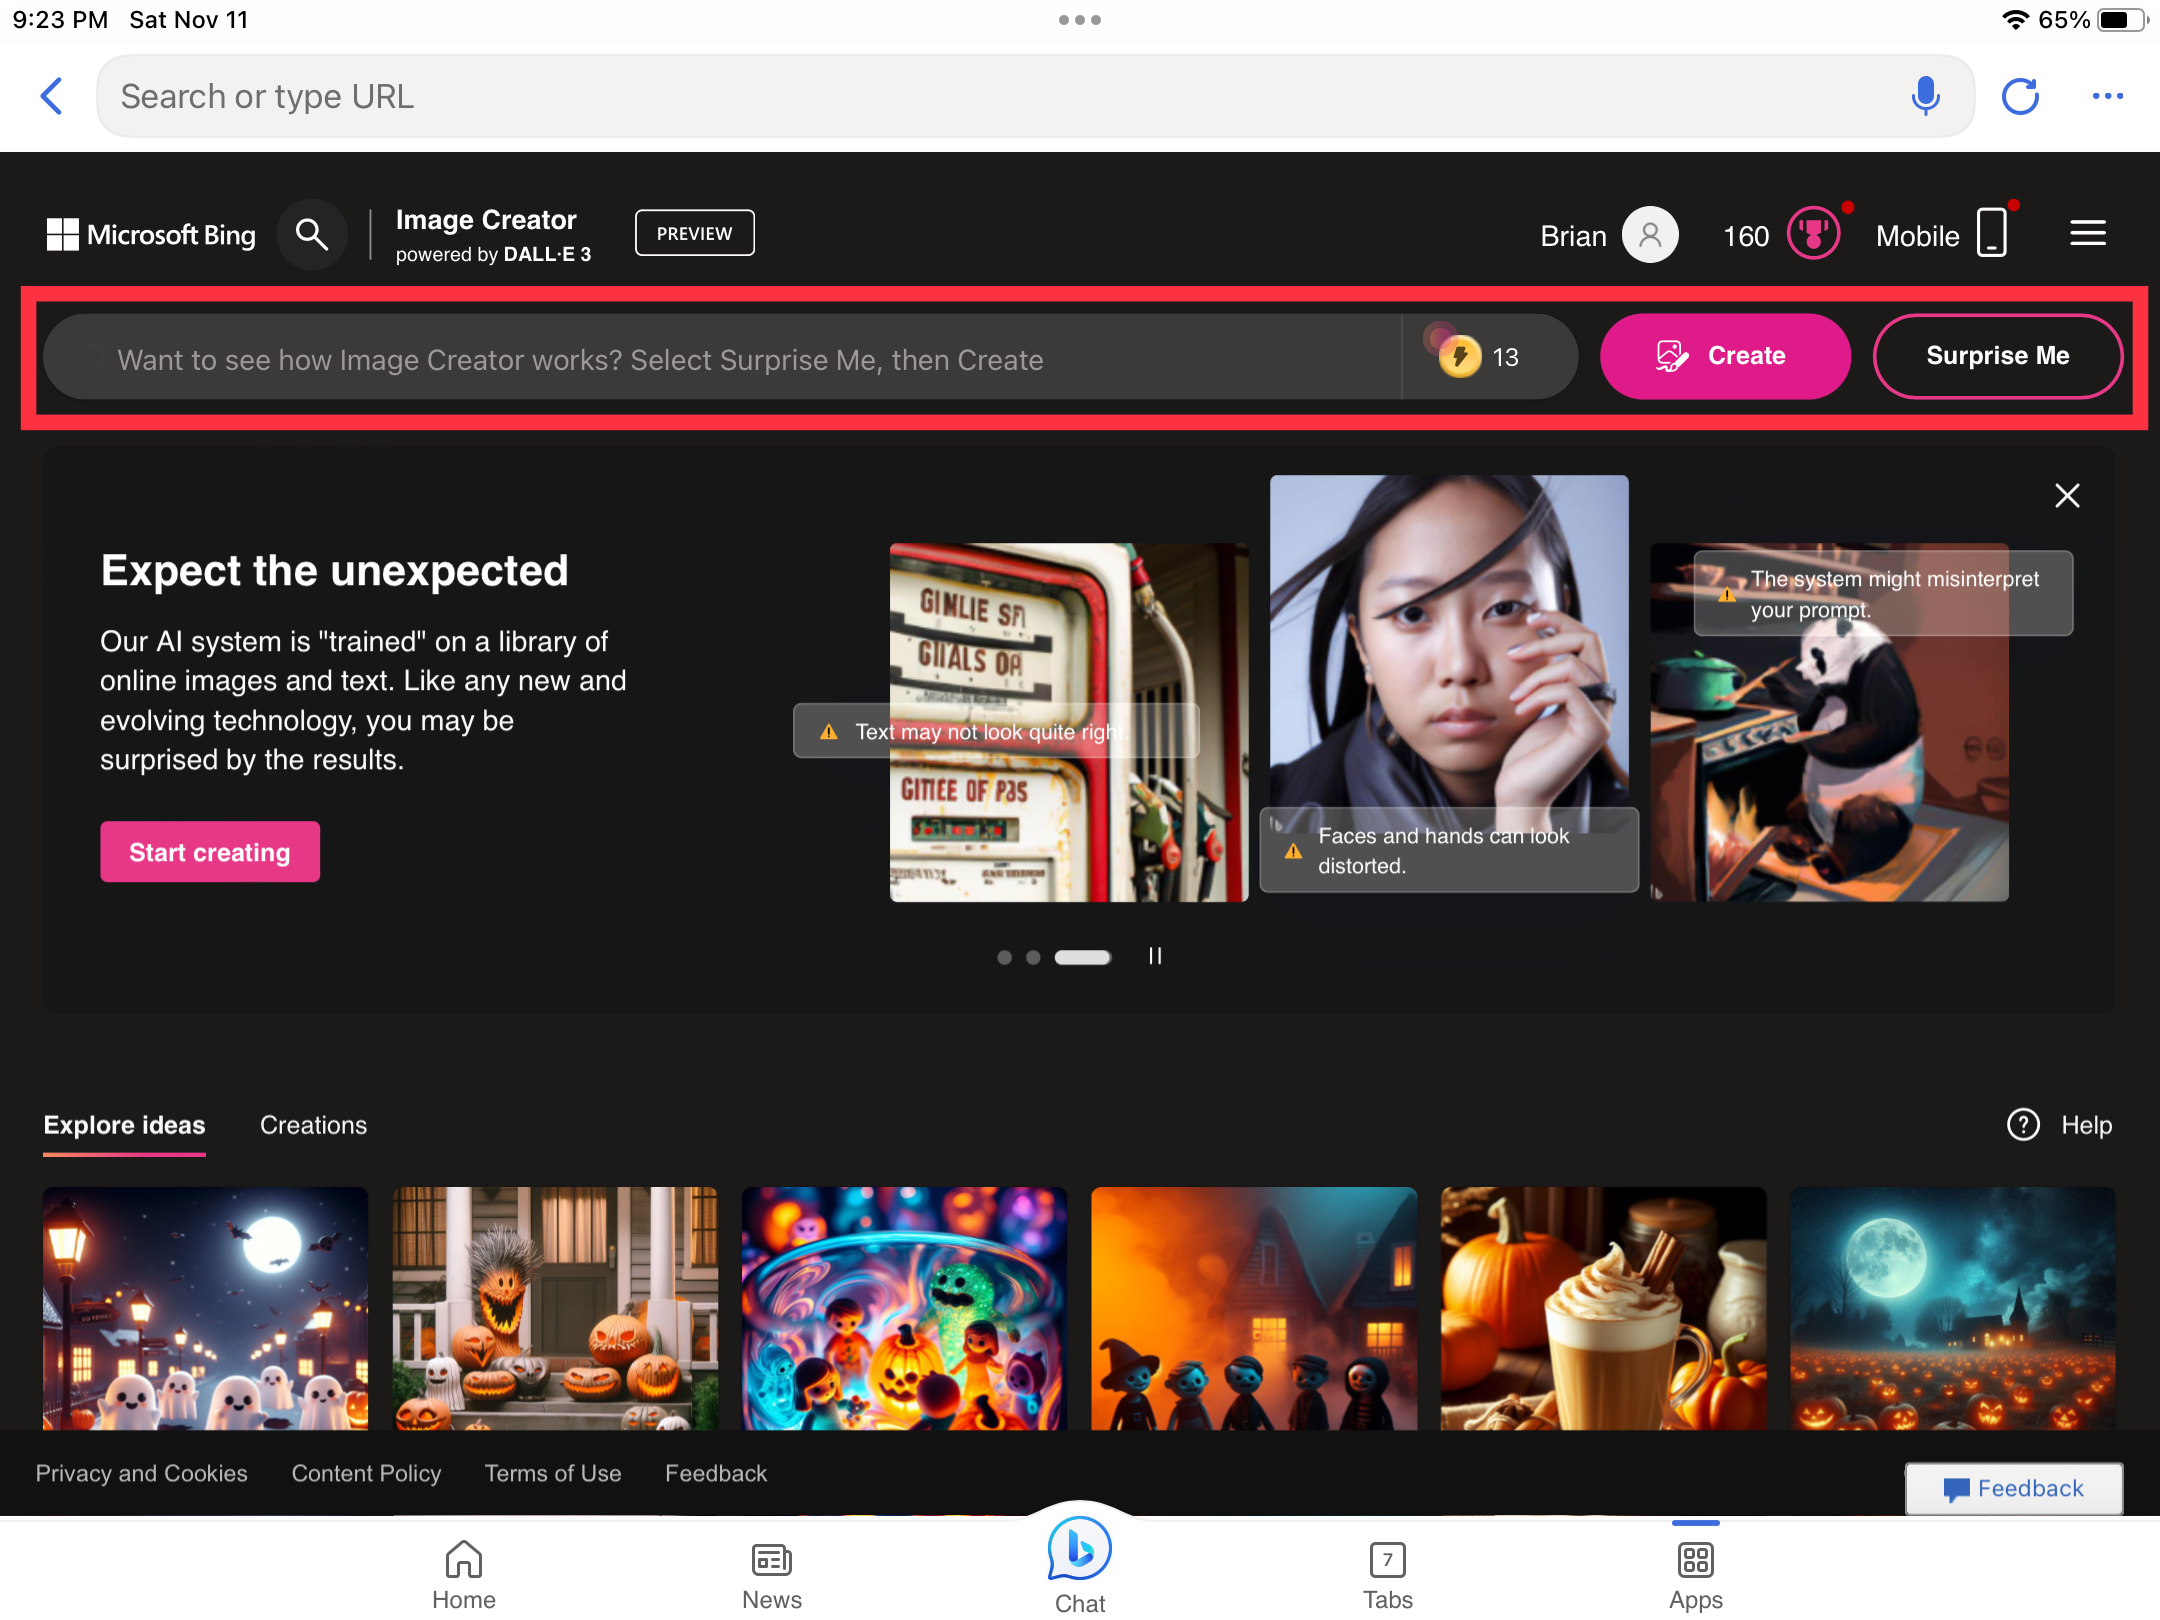 9:23 PM Sat Nov 11
65%
Search or type URL
Microsoft Bing
Image Creator
powered by DALL·E 3
PREVIEW
Brian
160
Mobile
Want to see how Image Creator works? Select Surprise Me, then Create
13
Create
Surprise Me
Expect the unexpected
Our AI system is "trained" on a library of
online images and text. Like any new and
evolving technology, you may be
surprised by the results.
Start creating
GIMLIE SFI
GIIALS OA
Text may not look quite right.
GITIEE OF PBS
Faces and hands can look
distorted.
The system might misinterpret
your prompt.
Explore ideas
Creations
Help
Privacy and Cookies
Content Policy
Terms of Use
Feedback
Feedback
Home
News
Chat
7
Tabs
Apps